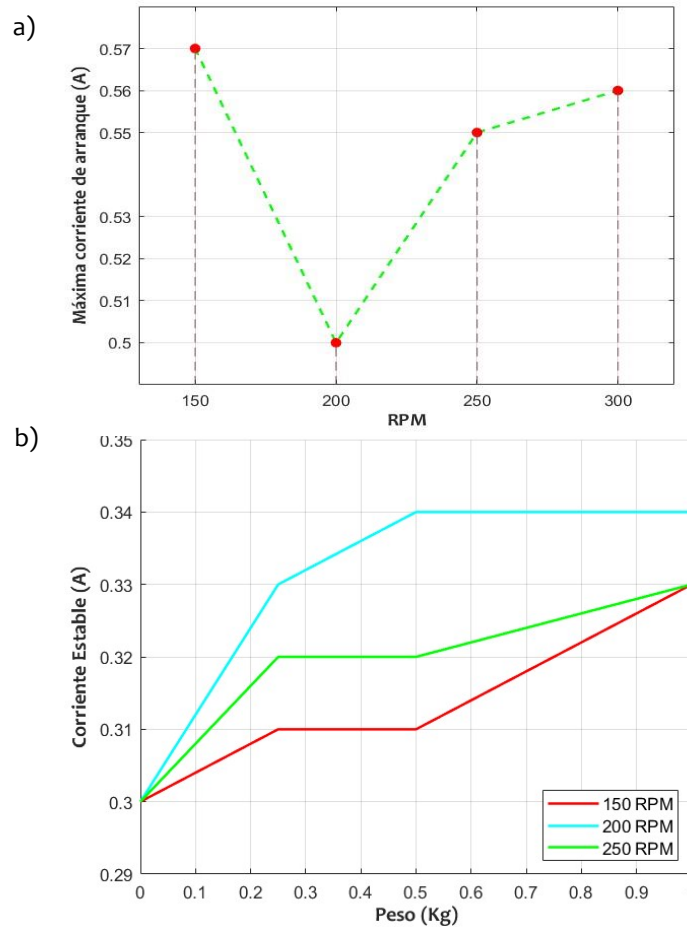 a)
Máxima corriente de arranque (A)
0.57
0.56
0.55
0.53
0.52
0.51
0.5
150 200 250 300
RPM
b)
Corriente Estable (A)
0.35
0.34
0.33
0.32
0.31
0.3
0.29
150 RPM
200 RPM
250 RPM
0 0.1 0.2 0.3 0.4 0.5 0.6 0.7 0.8 0.9
Peso (Kg)